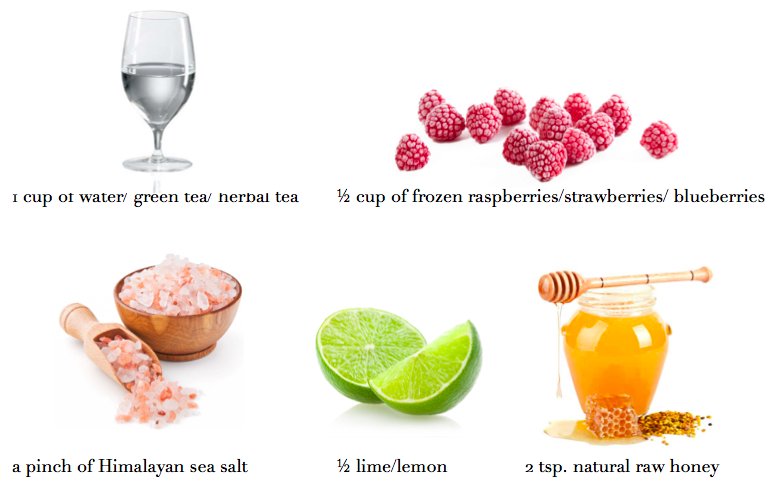 1 cup of water/ green tea/ herbal tea
½ cup of frozen raspberries/strawberries/ blueberries
a pinch of Himalayan sea salt
½ lime/lemon
2 tsp. natural raw honey